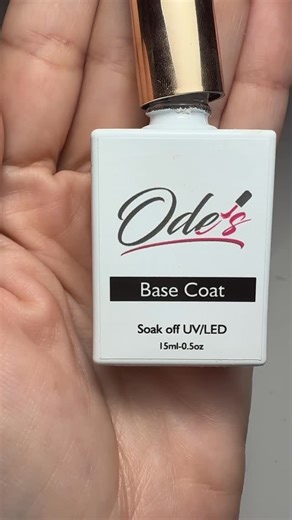 Ode's
Base Coat
Soak off UV/LED
15ml-0.5oz